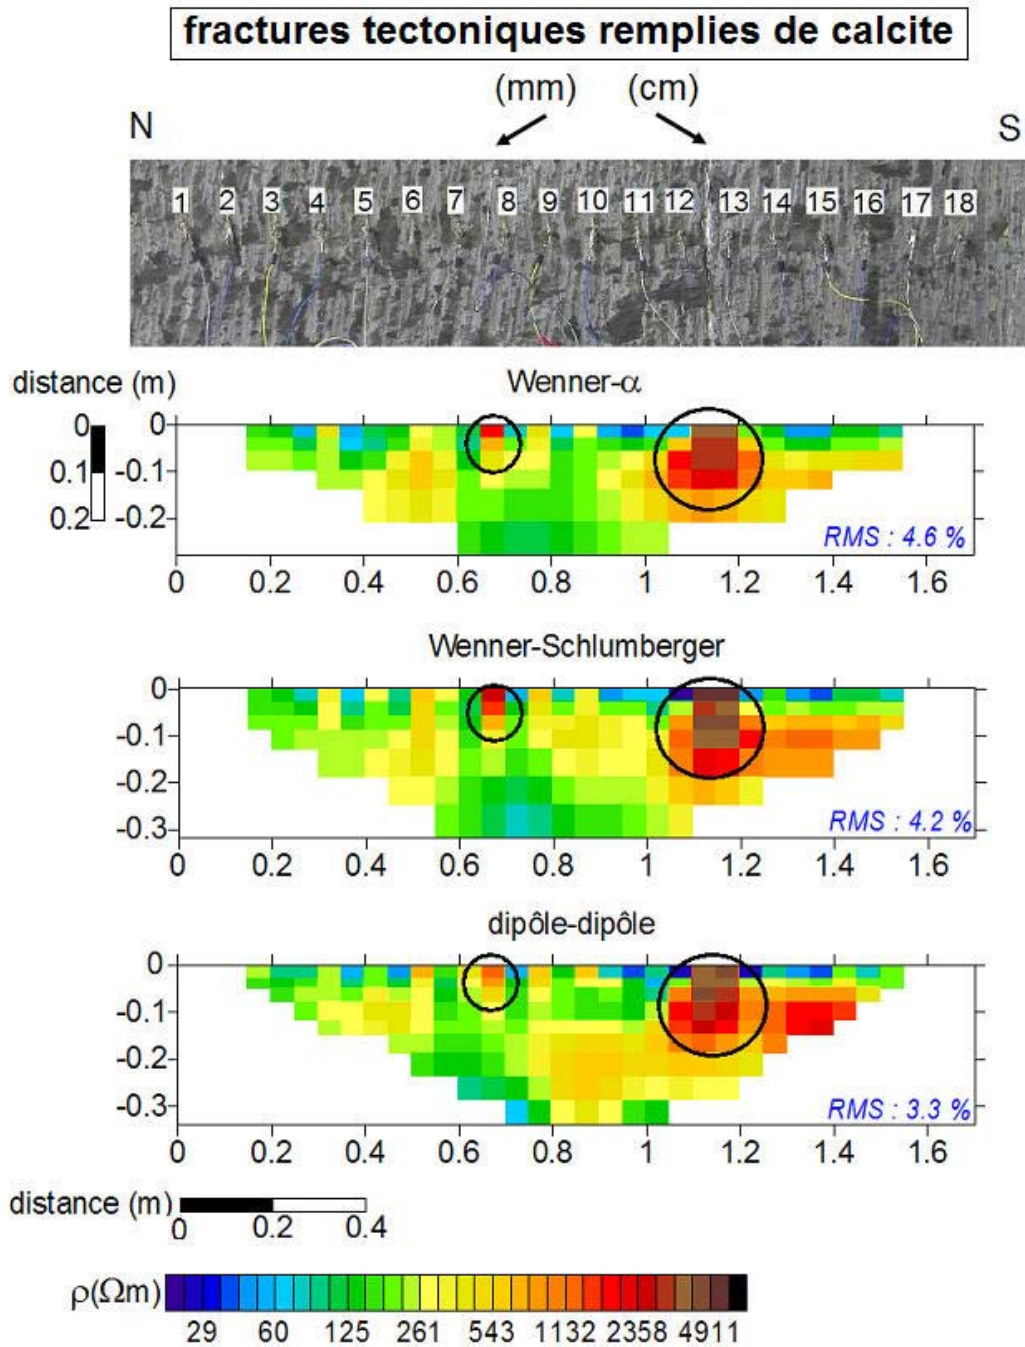 fractures tectoniques remplies de calcite
(mm) (cm)
N S
1 2 3 4 5 6 7 8 9 10 11 12 13 14 15 16 17 18
distance (m) Wenner-α
0 0
0.1 -0.1
0.2 -0.2
RMS : 4.6 %
0 0.2 0.4 0.6 0.8 1 1.2 1.4 1.6
Wenner-Schlumberger
0
-0.1
-0.2
-0.3
RMS : 4.2 %
0 0.2 0.4 0.6 0.8 1 1.2 1.4 1.6
dipôle-dipôle
0
-0.1
-0.2
-0.3
RMS : 3.3 %
0 0.2 0.4 0.6 0.8 1 1.2 1.4 1.6
distance (m)
0 0.2 0.4
ρ(Ωm)
29 60 125 261 543 1132 2358 4911